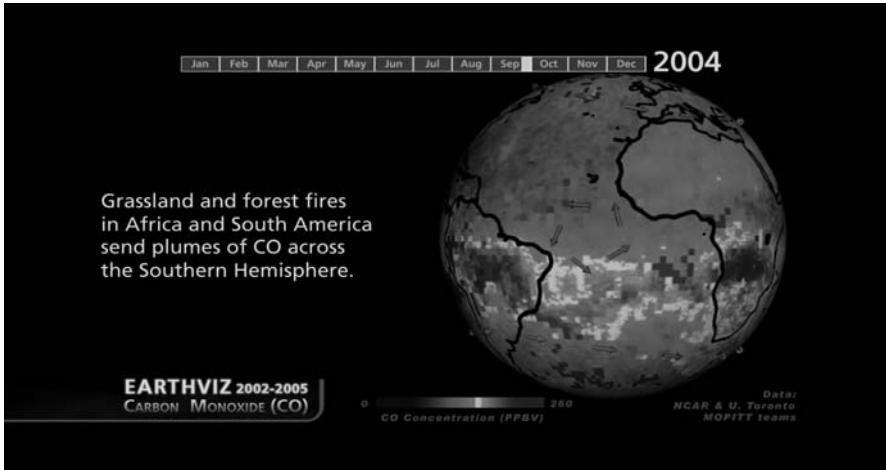 Jan Feb Mar Apr May Jun Jul Aug Sep Oct Nov Dec 2004
Grassland and forest fires
in Africa and South America
send plumes of CO across
the Southern Hemisphere.
EARTHVIZ 2002-2005
CARBON MONOXIDE (CO)
0 260
CO Concentration (PPBV)
Data:
NCAR & U. Toronto
MOPITT teams